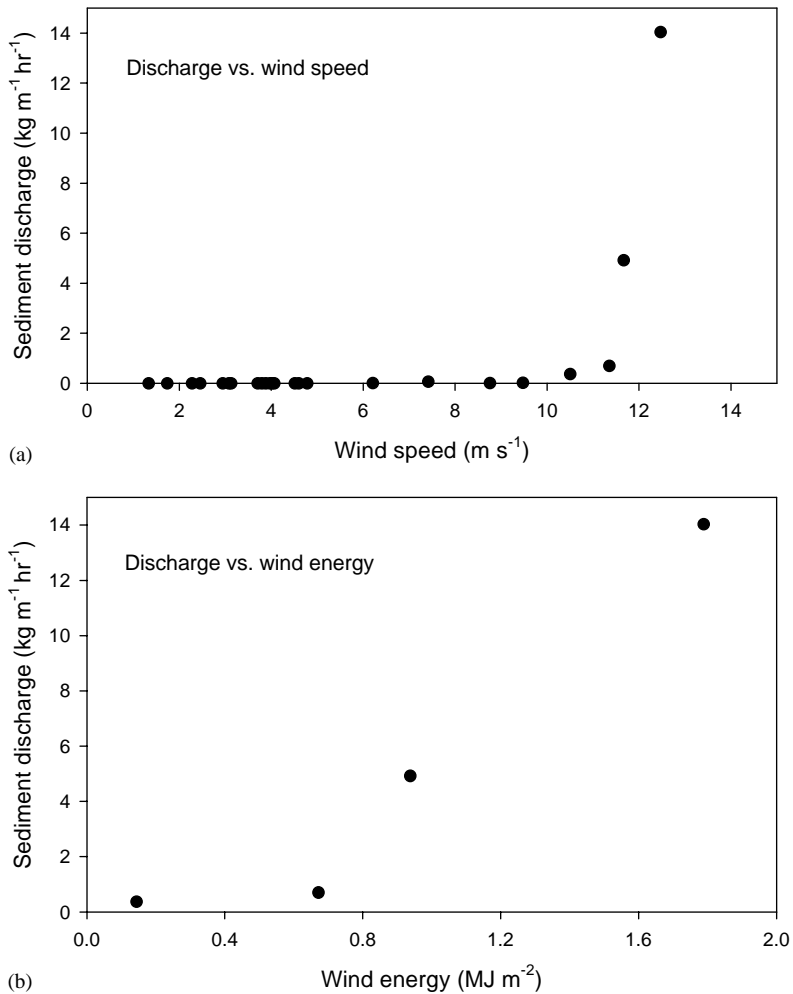 14
12
10
8
6
4
2
0
Sediment discharge (kg m⁻¹ hr⁻¹)
Discharge vs. wind speed
0 2 4 6 8 10 12 14
Wind speed (m s⁻¹)
(a)
14
12
10
8
6
4
2
0
Sediment discharge (kg m⁻¹ hr⁻¹)
Discharge vs. wind energy
0.0 0.4 0.8 1.2 1.6 2.0
Wind energy (MJ m⁻²)
(b)